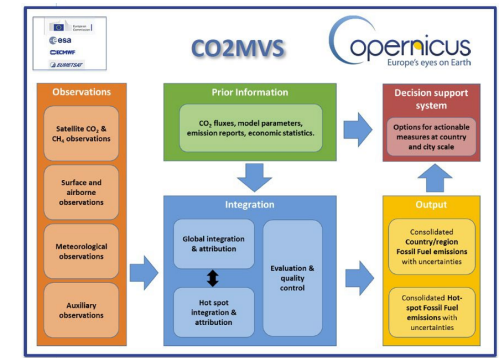 European
Commission
esa
ECMWF
EUMETSAT
CO2MVS
opernicus
Europe's eyes on Earth
Observations
Satellite CO₂ &
CH₄ observations
Surface and
airborne
observations
Meteorological
observations
Auxiliary
observations
Prior Information
CO₂ fluxes, model parameters,
emission reports, economic statistics.
Decision support
system
Options for actionable
measures at country
and city scale
Integration
Global integration
& attribution
Hot spot
integration &
attribution
Evaluation &
quality
control
Output
Consolidated
Country/region
Fossil Fuel emissions
with uncertainties
Consolidated Hot-
spot Fossil Fuel
emissions with
uncertainties